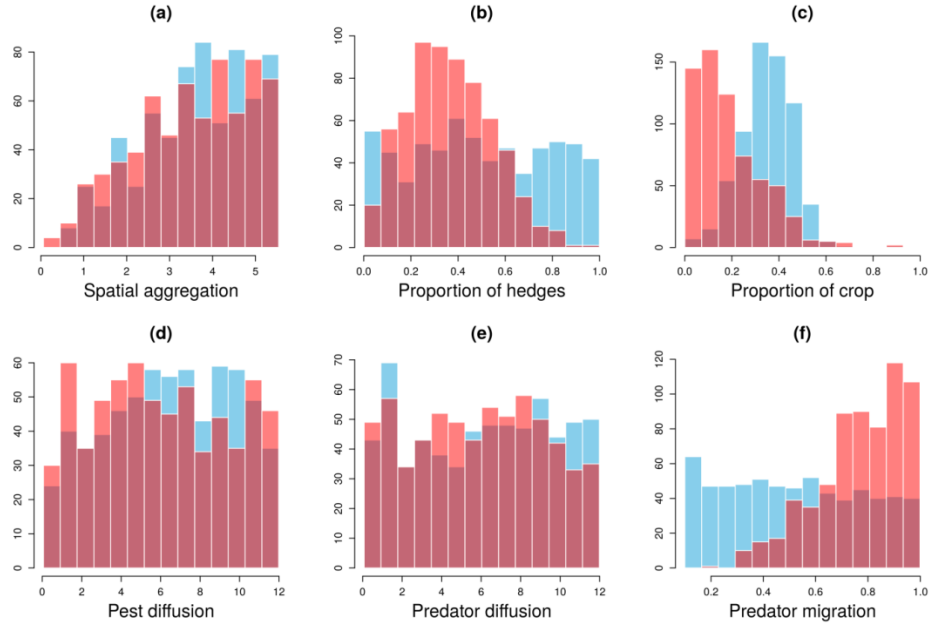 (a) (b) (c)
0 20 40 60 80
0 20 40 60 80 100
0 50 100 150
0 1 2 3 4 5
0.0 0.2 0.4 0.6 0.8 1.0
0.0 0.2 0.4 0.6 0.8 1.0
Spatial aggregation Proportion of hedges Proportion of crop
(d) (e) (f)
0 10 20 30 40 50 60
0 10 20 30 40 50 60 70
0 20 40 60 80 100 120
0 2 4 6 8 10 12
0 2 4 6 8 10 12
0.2 0.4 0.6 0.8 1.0
Pest diffusion Predator diffusion Predator migration